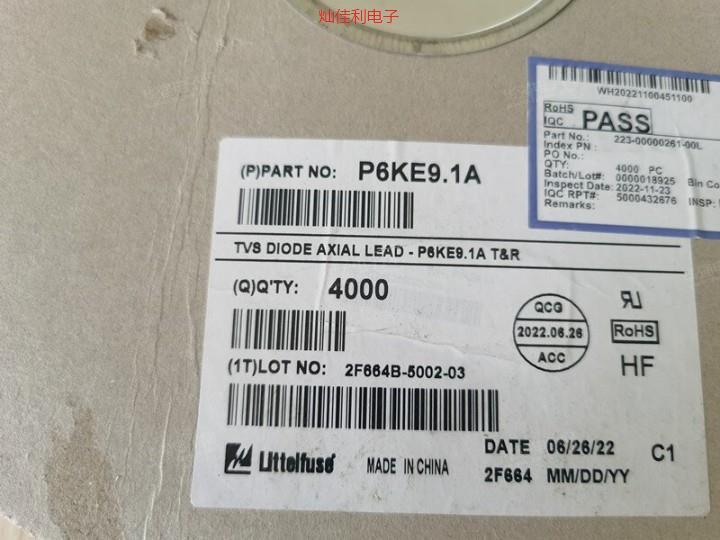 灿佳利电子
WH20221100451100
RoHS
IQC PASS
Part No.: 223-00000261-00L
Index PN :
PO No.:
QTY: 4000 PC
Batch/Lot#: 0000018925 Bin Co
Inspect Date: 2022-11-23
IQC RPT#: 5000432676 INSP:
Remarks:
(P)PART NO: P6KE9.1A
TVS DIODE AXIAL LEAD - P6KE9.1A T&R
(Q)Q'TY: 4000
QCG
2022.06.26
ACC
RoHS
HF
(1T)LOT NO: 2F664B-5002-03
Littelfuse MADE IN CHINA
DATE 06/26/22 C1
2F664 MM/DD/YY